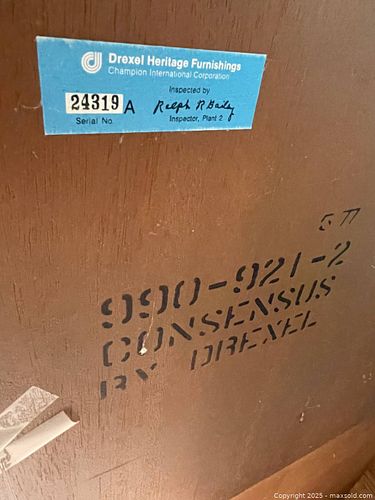 Drexel Heritage Furnishings
Champion International Corporation
Inspected by
24319 A Ralph R Bailey
Serial No. Inspector, Plant 2
5 77
990-921-2
CONSENSUS
BY DREXEL
Copyright © 2025 - maxsold.com